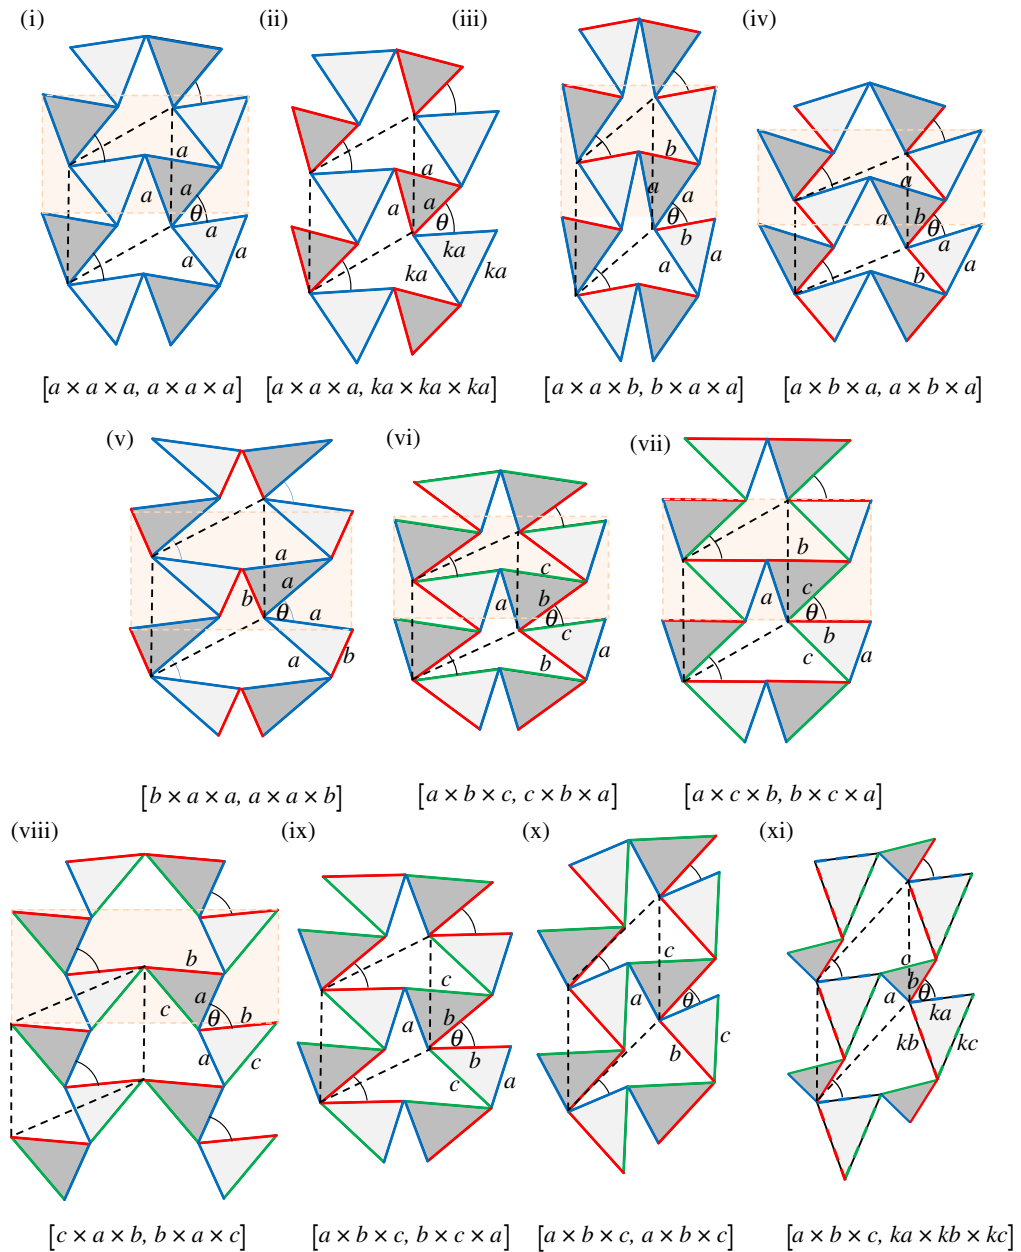 (i) (ii) (iii) (iv)
a a a θ a a a
a a a θ ka ka ka
b a a a θ b a a
a a b θ a b a
[a × a × a, a × a × a] [a × a × a, ka × ka × ka] [a × a × b, b × a × a] [a × b × a, a × b × a]
(v) (vi) (vii)
a a b θ a a b
c b a θ c b a
b c a θ b c a
[b × a × a, a × a × b] [a × b × c, c × b × a] [a × c × b, b × c × a]
(viii) (ix) (x) (xi)
b a c θ b a c
c a b θ b c a
c a θ b c
c b a θ ka kb kc
[c × a × b, b × a × c] [a × b × c, b × c × a] [a × b × c, a × b × c] [a × b × c, ka × kb × kc]